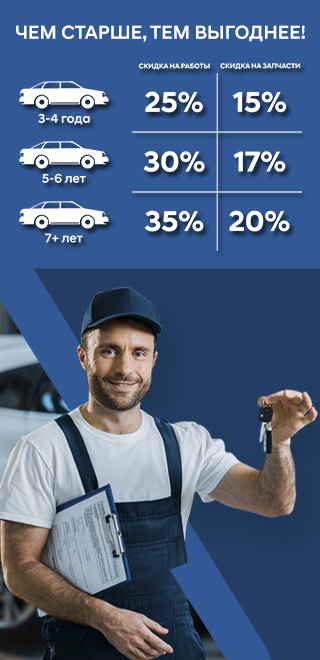 ЧЕМ СТАРШЕ, ТЕМ ВЫГОДНЕЕ!
СКИДКА НА РАБОТЫ СКИДКА НА ЗАПЧАСТИ
3-4 года 25% 15%
5-6 лет 30% 17%
7+ лет 35% 20%